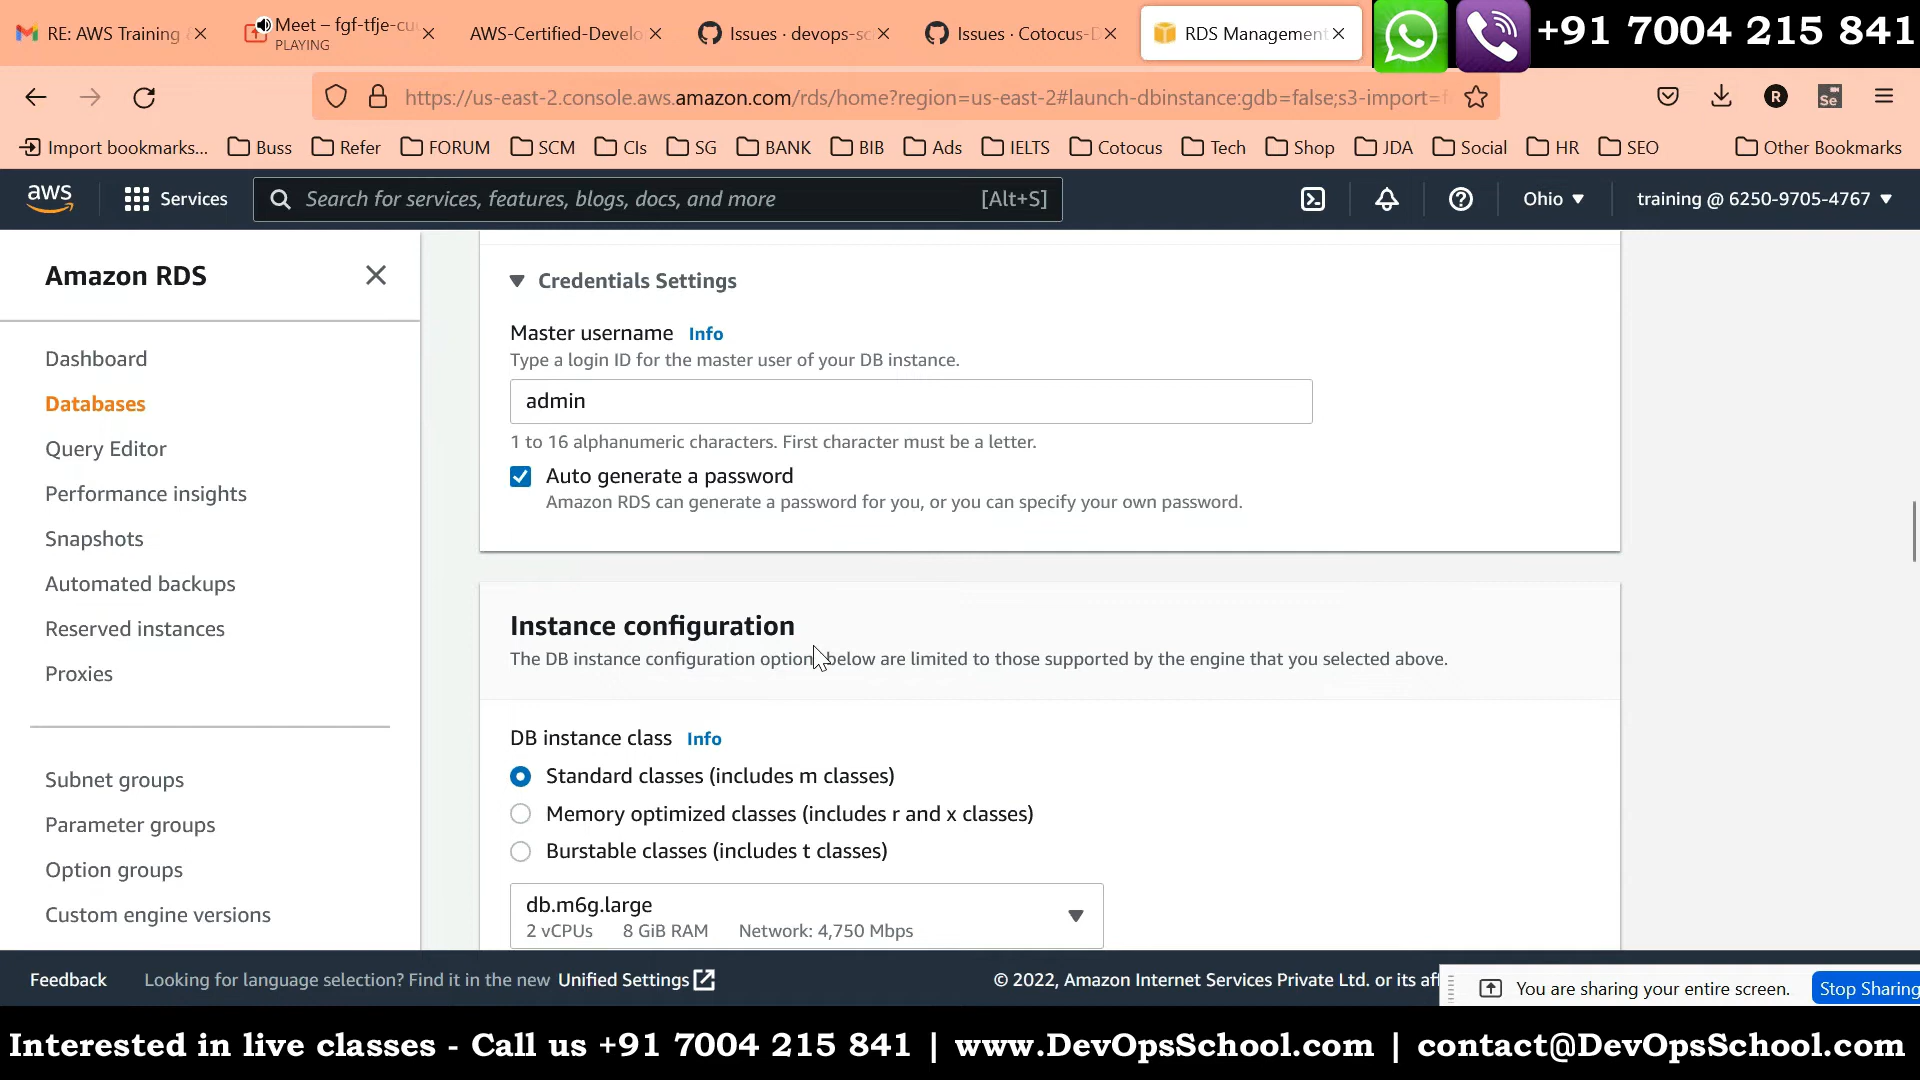 RE: AWS Training
Meet – fgf-tfje-cu
PLAYING
AWS-Certified-Develo
Issues · devops-sc
Issues · Cotocus-D
RDS Management
+91 7004 215 841
https://us-east-2.console.aws.amazon.com/rds/home?region=us-east-2#launch-dbinstance:gdb=false;s3-import=f
R
Se
Import bookmarks...
Buss
Refer
FORUM
SCM
Cls
SG
BANK
BIB
Ads
IELTS
Cotocus
Tech
Shop
JDA
Social
HR
SEO
Other Bookmarks
aws
Services
Search for services, features, blogs, docs, and more
[Alt+S]
Ohio
training @ 6250-9705-4767
Amazon RDS
Dashboard
Databases
Query Editor
Performance insights
Snapshots
Automated backups
Reserved instances
Proxies
Subnet groups
Parameter groups
Option groups
Custom engine versions
Credentials Settings
Master username Info
Type a login ID for the master user of your DB instance.
admin
1 to 16 alphanumeric characters. First character must be a letter.
Auto generate a password
Amazon RDS can generate a password for you, or you can specify your own password.
Instance configuration
The DB instance configuration option below are limited to those supported by the engine that you selected above.
DB instance class Info
Standard classes (includes m classes)
Memory optimized classes (includes r and x classes)
Burstable classes (includes t classes)
db.m6g.large
2 vCPUs 8 GiB RAM Network: 4,750 Mbps
Feedback
Looking for language selection? Find it in the new Unified Settings
© 2022, Amazon Internet Services Private Ltd. or its af
You are sharing your entire screen.
Stop Sharing
Interested in live classes - Call us +91 7004 215 841 | www.DevOpsSchool.com | contact@DevOpsSchool.com